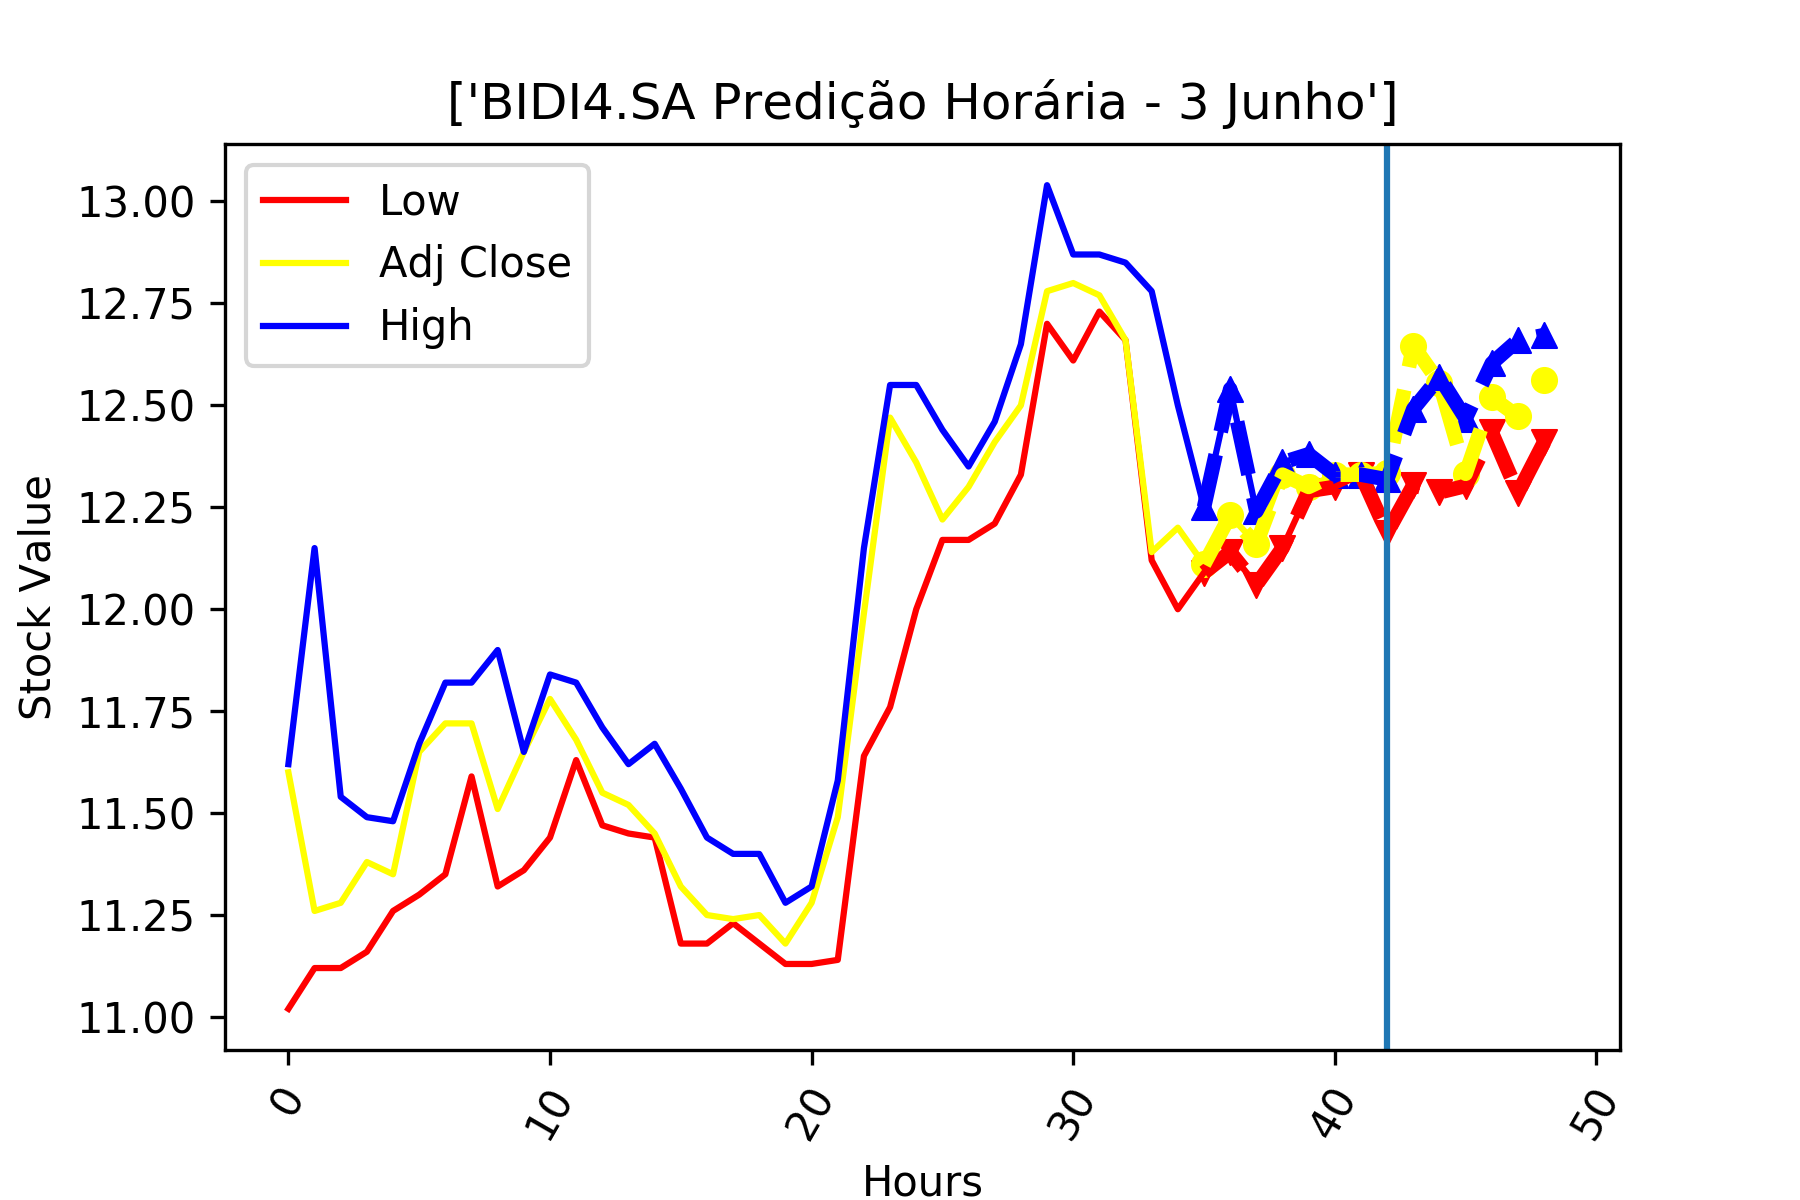 ['BIDI4.SA Predição Horária - 3 Junho']
Low
Adj Close
High
13.00
12.75
12.50
12.25
12.00
11.75
11.50
11.25
11.00
Stock Value
0
10
20
30
40
50
Hours